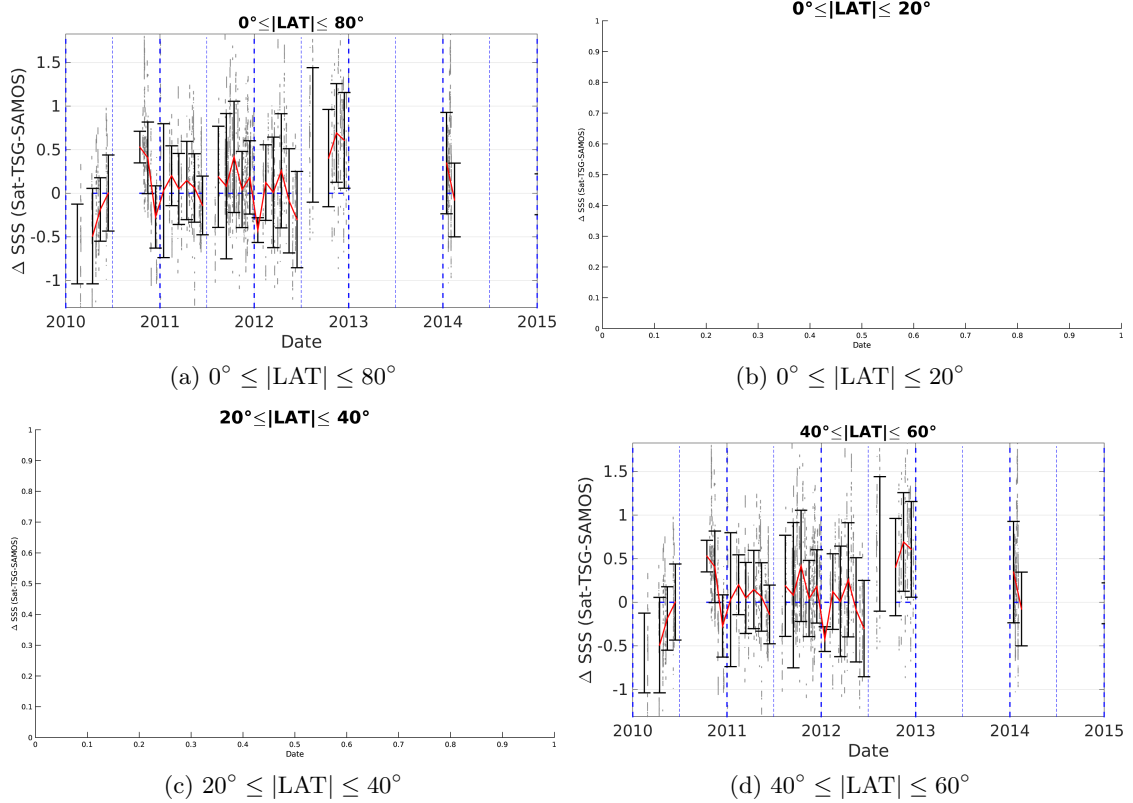 0°≤|LAT|≤ 80°
Δ SSS (Sat-TSG-SAMOS)
1.5
1
0.5
0
-0.5
-1
2010 2011 2012 2013 2014 2015
Date
(a) 0° ≤ |LAT| ≤ 80°
0°≤|LAT|≤ 20°
Δ SSS (Sat-TSG-SAMOS)
1
0.9
0.8
0.7
0.6
0.5
0.4
0.3
0.2
0.1
0
0 0.1 0.2 0.3 0.4 0.5 0.6 0.7 0.8 0.9 1
Date
(b) 0° ≤ |LAT| ≤ 20°
20°≤|LAT|≤ 40°
Δ SSS (Sat-TSG-SAMOS)
1
0.9
0.8
0.7
0.6
0.5
0.4
0.3
0.2
0.1
0
0 0.1 0.2 0.3 0.4 0.5 0.6 0.7 0.8 0.9 1
Date
(c) 20° ≤ |LAT| ≤ 40°
40°≤|LAT|≤ 60°
Δ SSS (Sat-TSG-SAMOS)
1.5
1
0.5
0
-0.5
-1
2010 2011 2012 2013 2014 2015
Date
(d) 40° ≤ |LAT| ≤ 60°